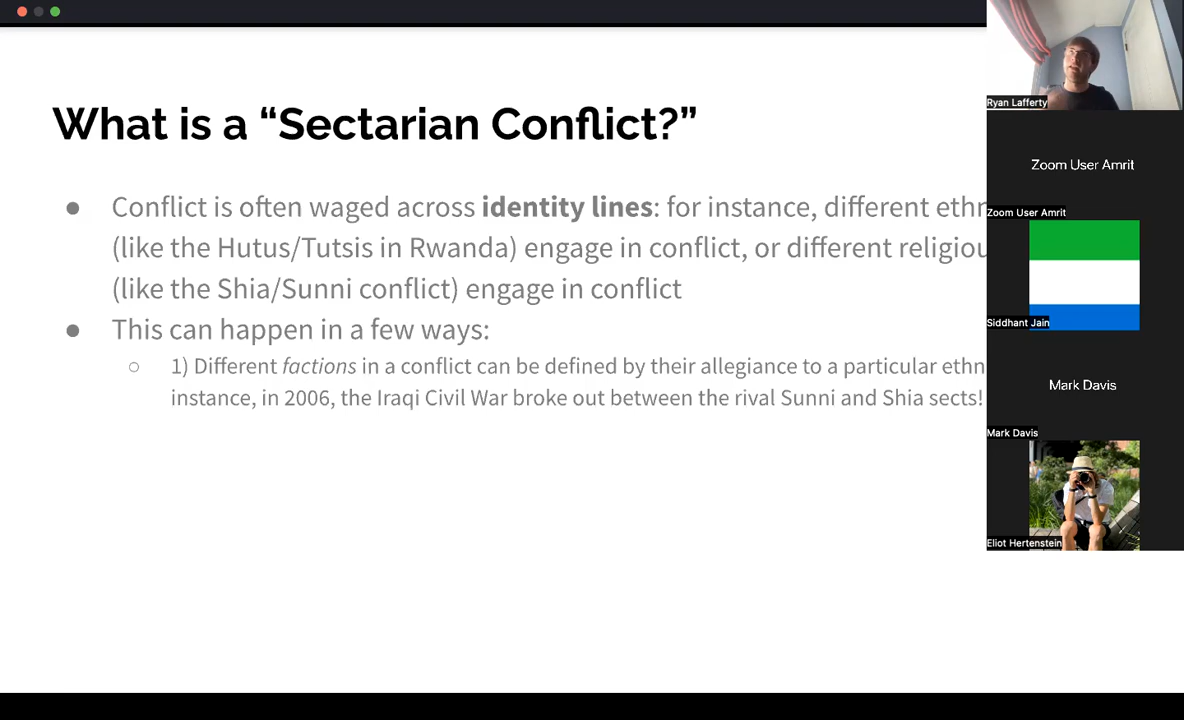 What is a “Sectarian Conflict?”
● Conflict is often waged across identity lines: for instance, different
(like the Hutus/Tutsis in Rwanda) engage in conflict, or different
(like the Shia/Sunni conflict) engage in conflict
● This can happen in a few ways:
○ 1) Different factions in a conflict can be defined by their allegiance to a particular
instance, in 2006, the Iraqi Civil War broke out between the rival Sunni and Shia sects!
Ryan Lafferty
Zoom User Amrit
Zoom User Amrit
Siddhant Jain
Mark Davis
Mark Davis
Eliot Hertenstein